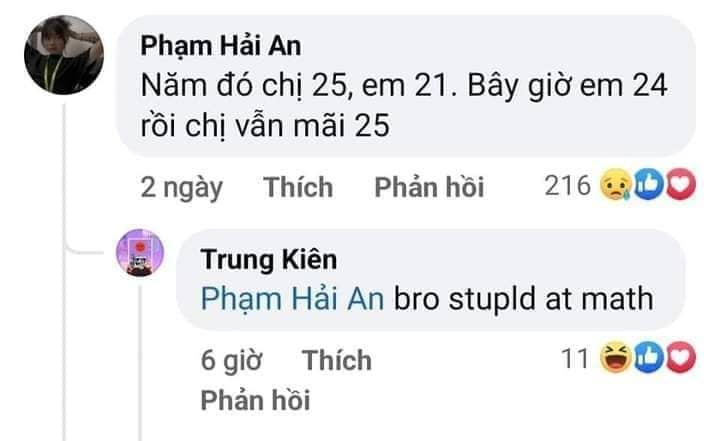 Phạm Hải An
Năm đó chị 25, em 21. Bây giờ em 24
rồi chị vẫn mãi 25
2 ngày Thích Phản hồi 216
Trung Kiên
Phạm Hải An bro stupld at math
6 giờ Thích 11
Phản hồi